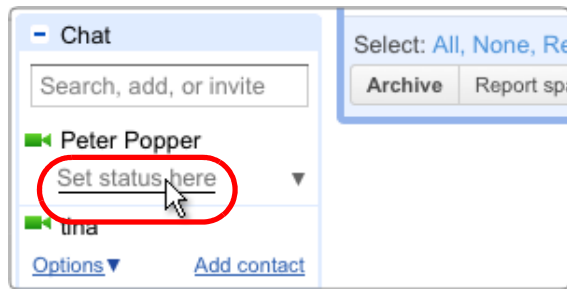 Chat
Search, add, or invite
Peter Popper
Set status here
tina
Options Add contact
Select: All, None, Re
Archive Report spa